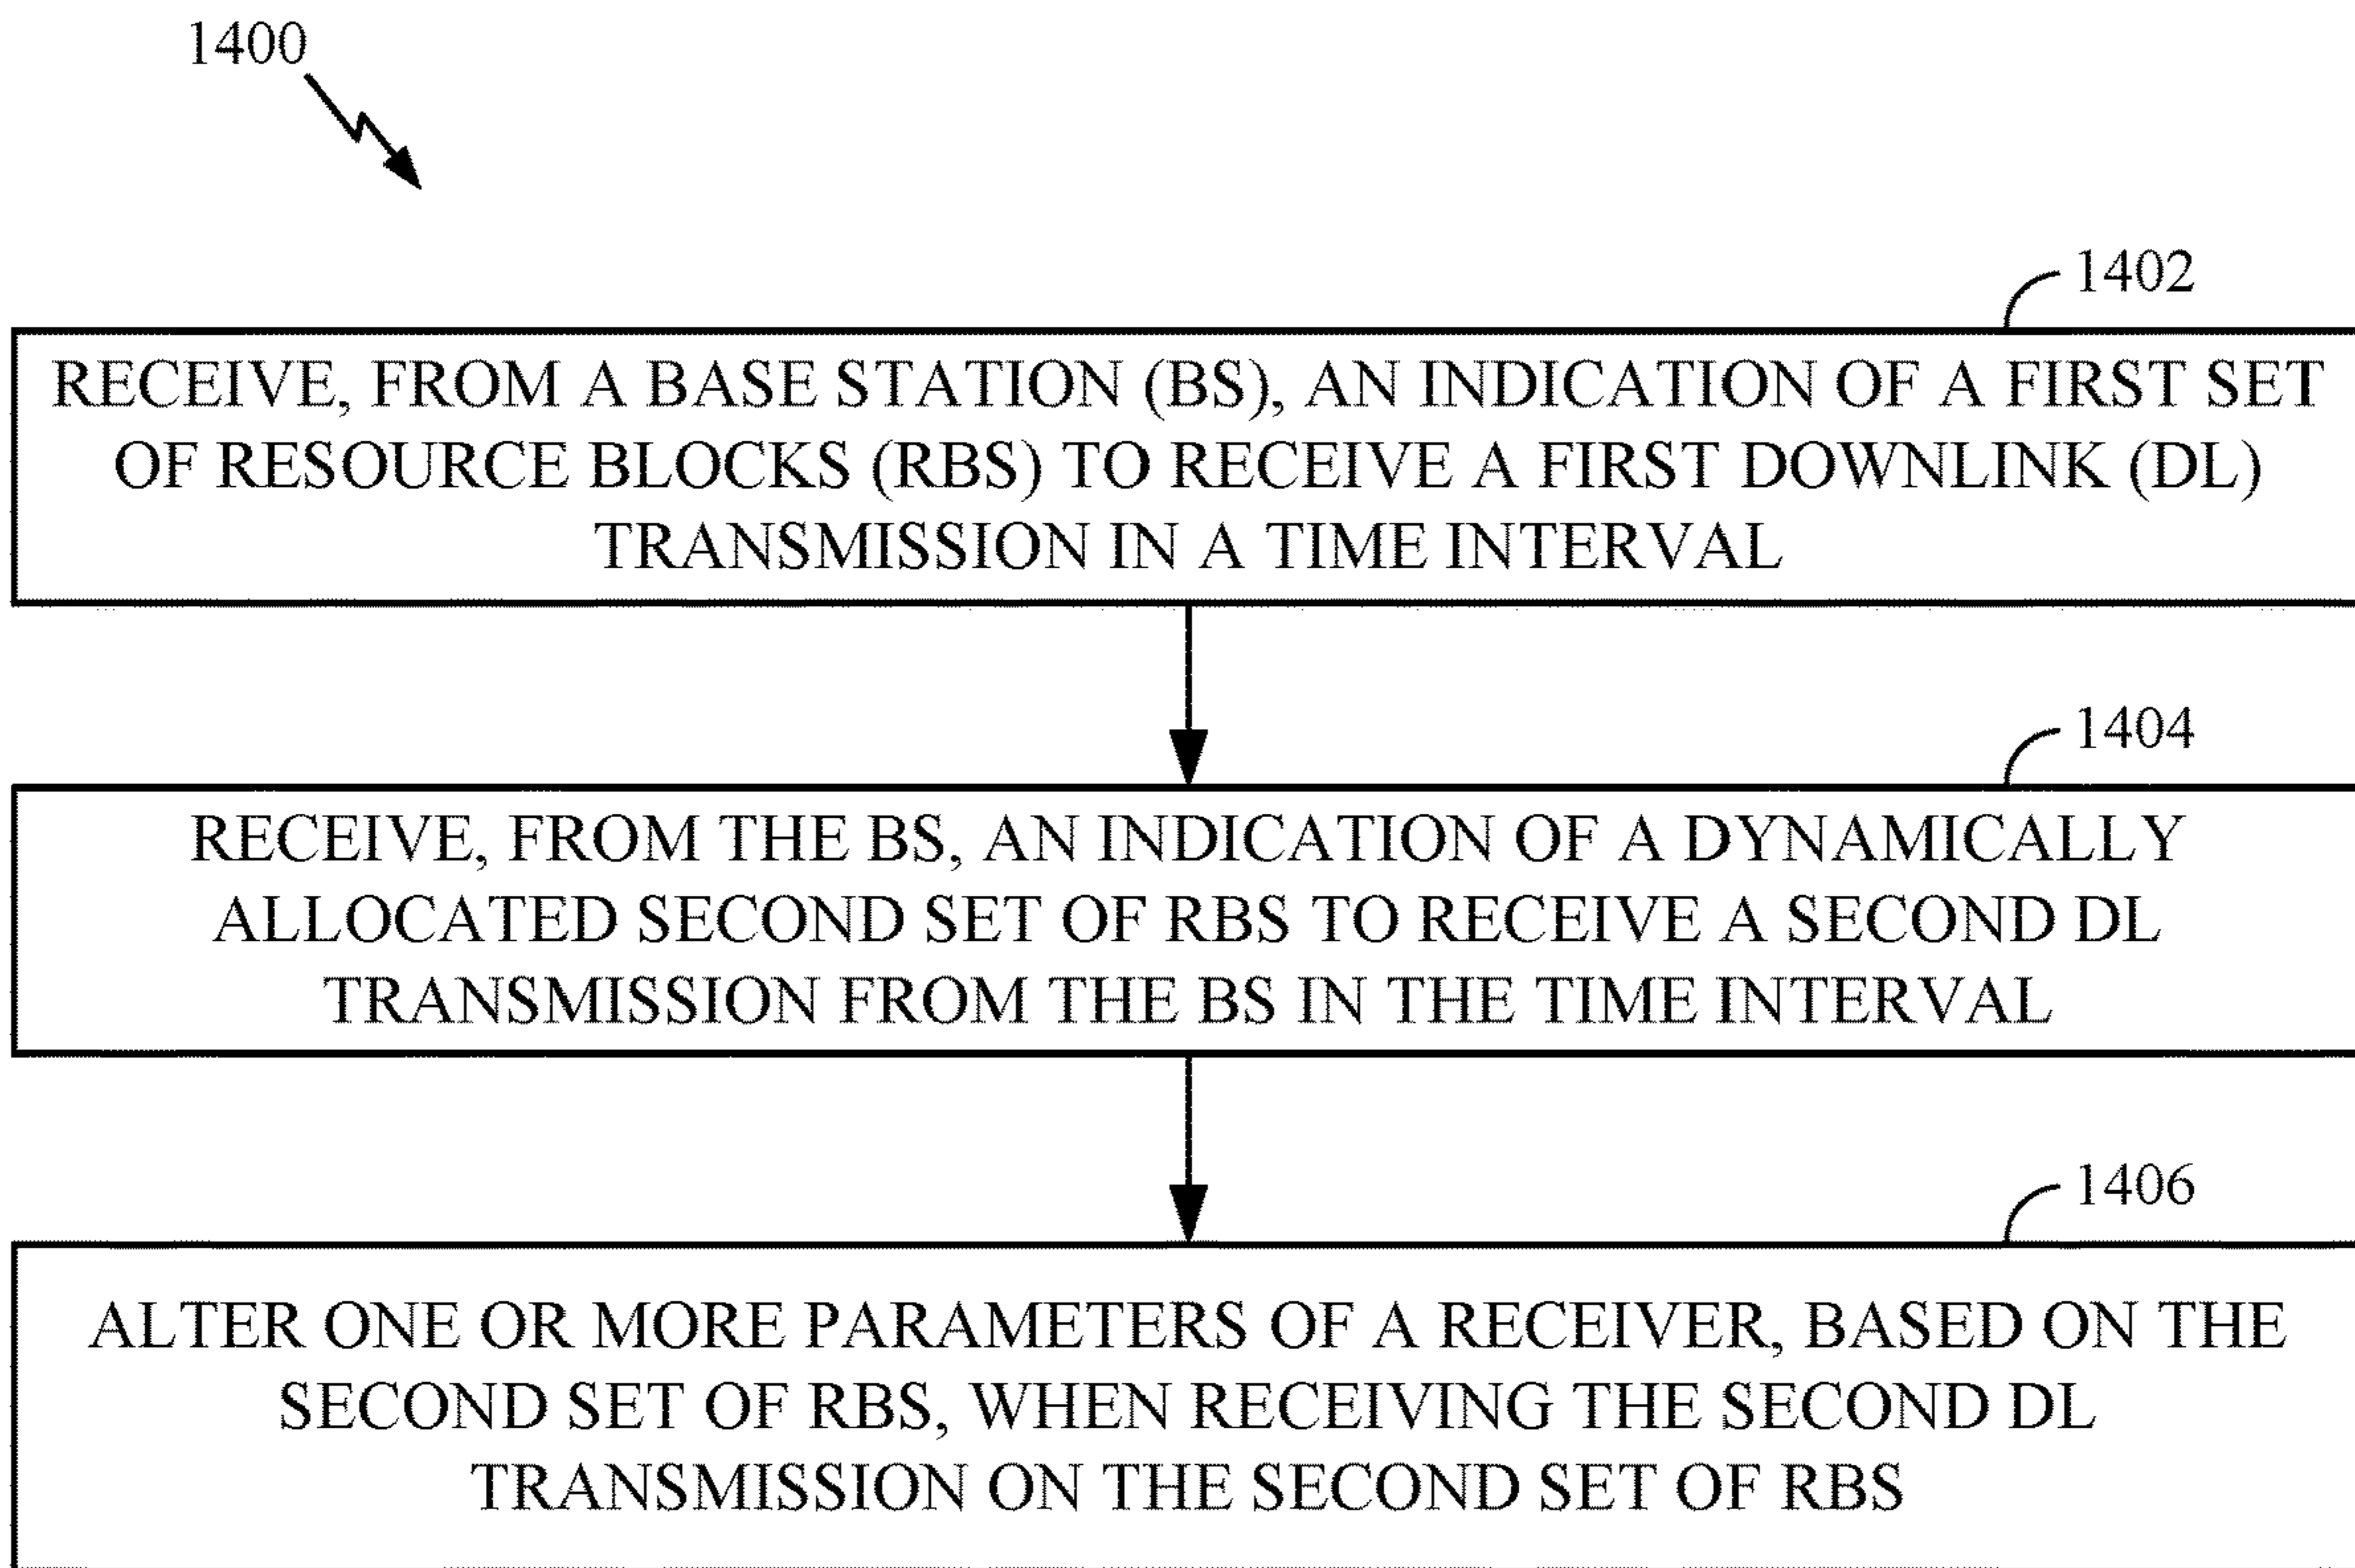 1400
1402
RECEIVE, FROM A BASE STATION (BS), AN INDICATION OF A FIRST SET
OF RESOURCE BLOCKS (RBS) TO RECEIVE A FIRST DOWNLINK (DL)
TRANSMISSION IN A TIME INTERVAL
1404
RECEIVE, FROM THE BS, AN INDICATION OF A DYNAMICALLY
ALLOCATED SECOND SET OF RBS TO RECEIVE A SECOND DL
TRANSMISSION FROM THE BS IN THE TIME INTERVAL
1406
ALTER ONE OR MORE PARAMETERS OF A RECEIVER, BASED ON THE
SECOND SET OF RBS, WHEN RECEIVING THE SECOND DL
TRANSMISSION ON THE SECOND SET OF RBS